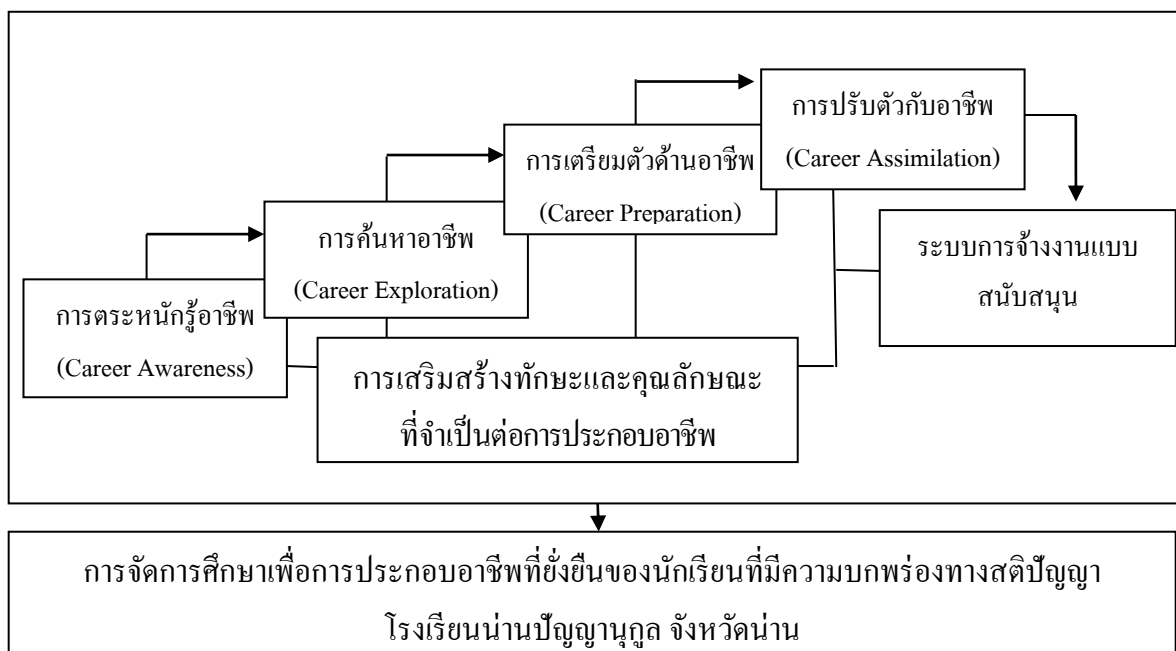 การปรับตัวกับอาชีพ
(Career Assimilation)
การเตรียมตัวด้านอาชีพ
(Career Preparation)
การค้นหาอาชีพ
(Career Exploration)
การตระหนักรู้อาชีพ
(Career Awareness)
ระบบการจ้างงานแบบ
สนับสนุน
การเสริมสร้างทักษะและคุณลักษณะ
ที่จำเป็นต่อการประกอบอาชีพ
การจัดการศึกษาเพื่อการประกอบอาชีพที่ยั่งยืนของนักเรียนที่มีความบกพร่องทางสติปัญญา
โรงเรียนน่านปัญญานุกูล จังหวัดน่าน